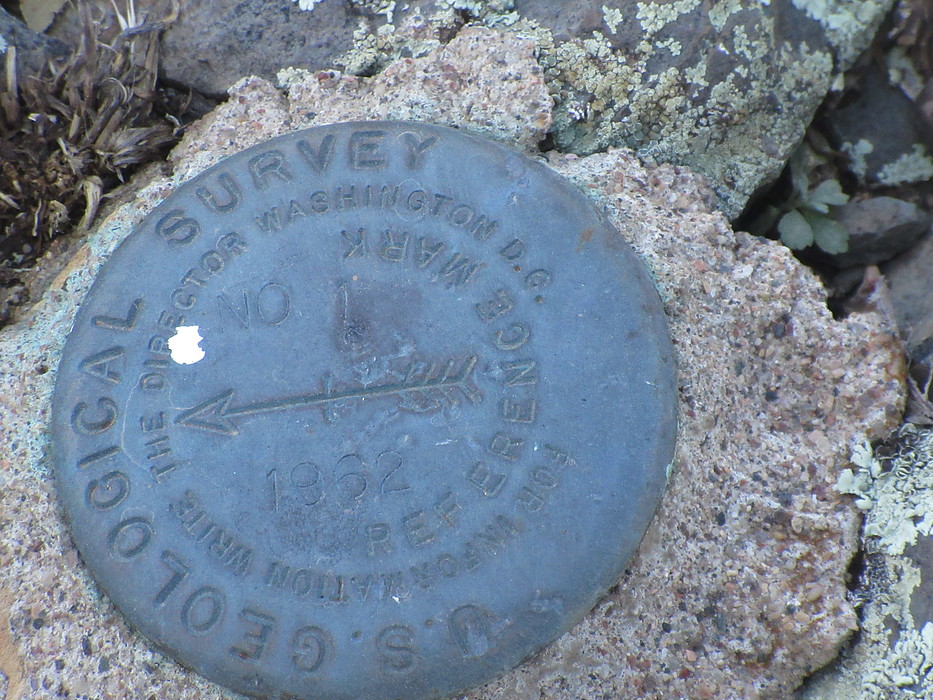 U.S. GEOLOGICAL SURVEY
FOR INFORMATION WRITE THE DIRECTOR WASHINGTON D.C.
REFERENCE MARK
NO. 1
1962